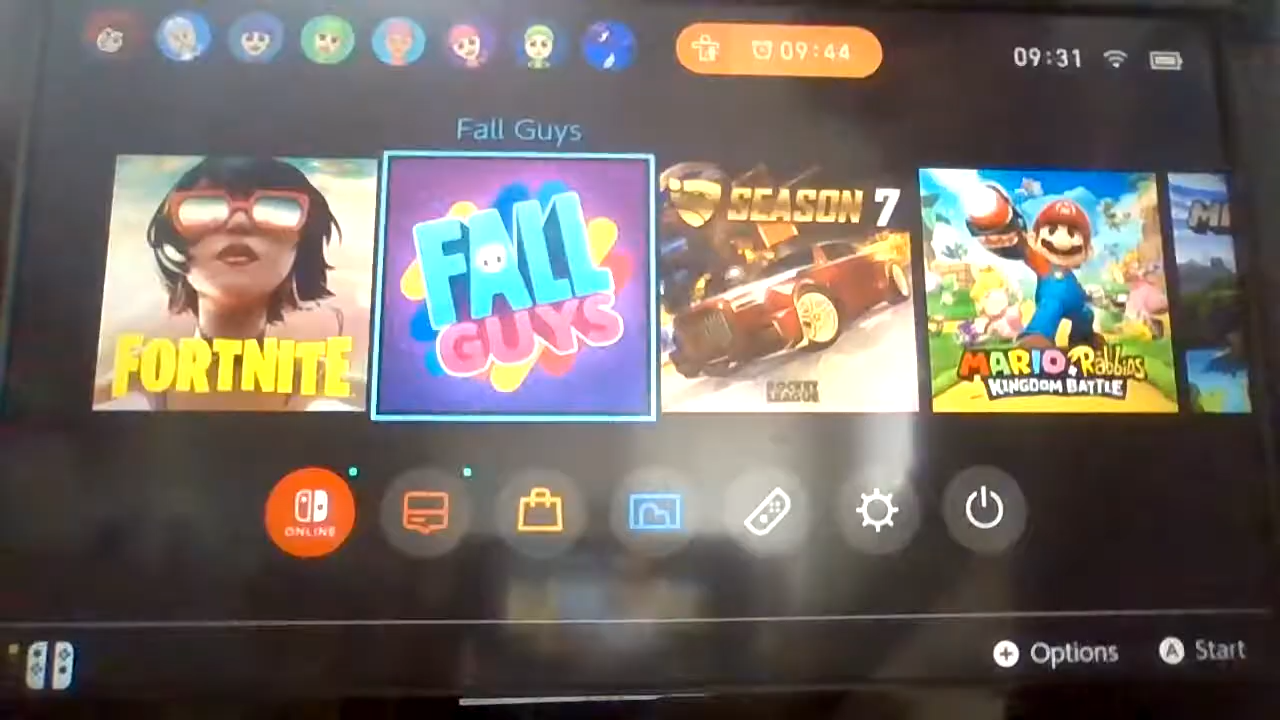 09:44
09:31
Fall Guys
FORTNITE
FALL
GUYS
SEASON 7
ROCKET
LEAGUE
MARIO + Rabbids
KINGDOM BATTLE
ONLINE
+ Options
A Start